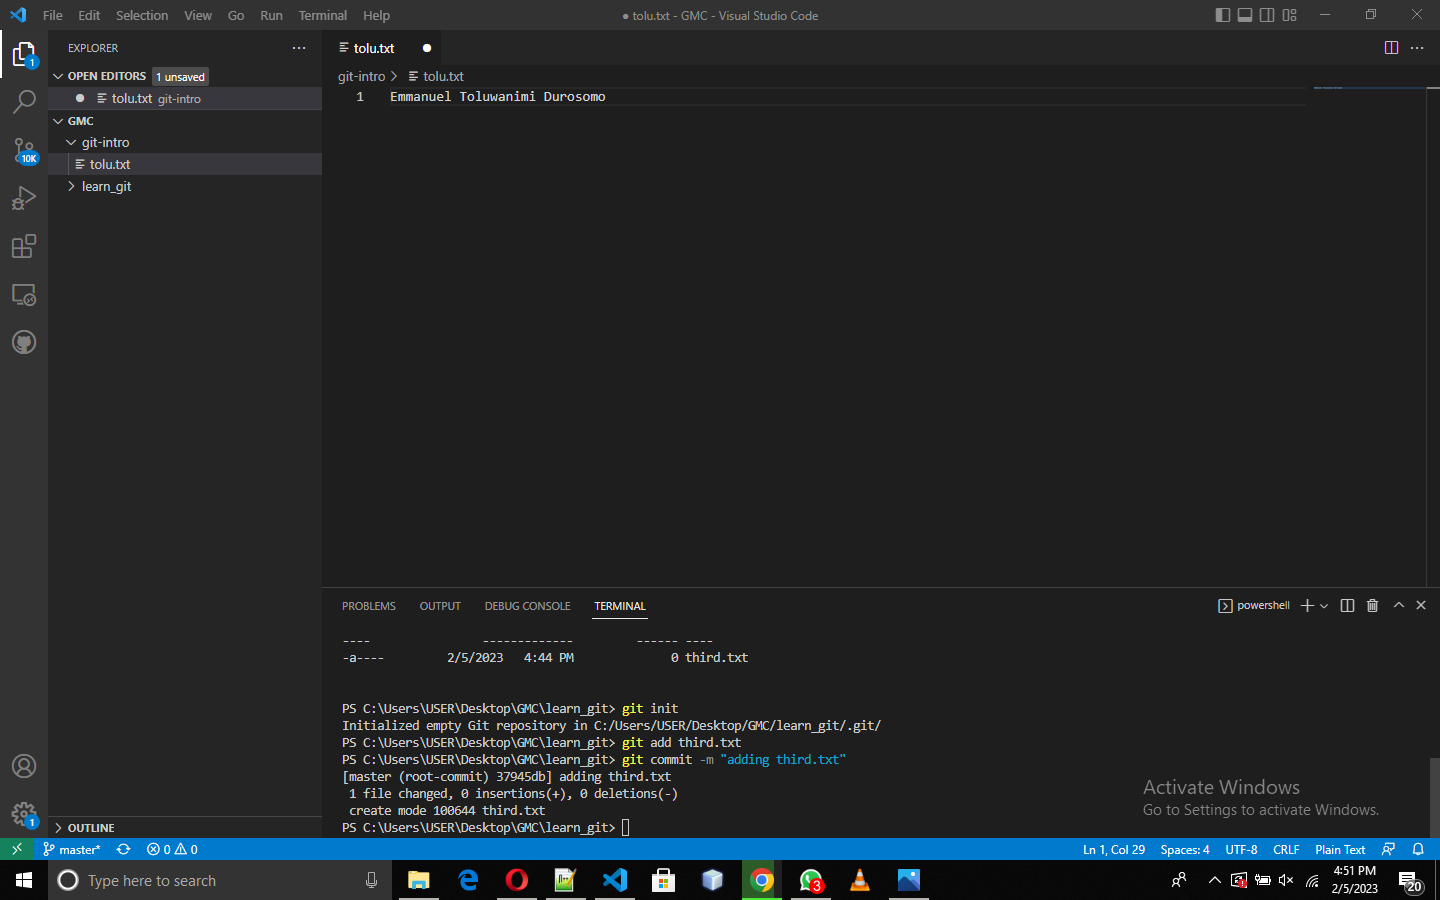 File Edit Selection View Go Run Terminal Help
● tolu.txt - GMC - Visual Studio Code
EXPLORER
OPEN EDITORS 1 unsaved
tolu.txt git-intro
GMC
git-intro
tolu.txt
learn_git
OUTLINE
1
10K
1
tolu.txt
git-intro > tolu.txt
1 Emmanuel Toluwanimi Durosomo
PROBLEMS OUTPUT DEBUG CONSOLE TERMINAL
powershell
---- ------------- ------ ----
-a---- 2/5/2023 4:44 PM 0 third.txt
PS C:\Users\USER\Desktop\GMC\learn_git> git init
Initialized empty Git repository in C:/Users/USER/Desktop/GMC/learn_git/.git/
PS C:\Users\USER\Desktop\GMC\learn_git> git add third.txt
PS C:\Users\USER\Desktop\GMC\learn_git> git commit -m "adding third.txt"
[master (root-commit) 37945db] adding third.txt
1 file changed, 0 insertions(+), 0 deletions(-)
create mode 100644 third.txt
PS C:\Users\USER\Desktop\GMC\learn_git>
Activate Windows
Go to Settings to activate Windows.
master* 0 0 Ln 1, Col 29 Spaces: 4 UTF-8 CRLF Plain Text
Type here to search
3
4:51 PM
2/5/2023
20